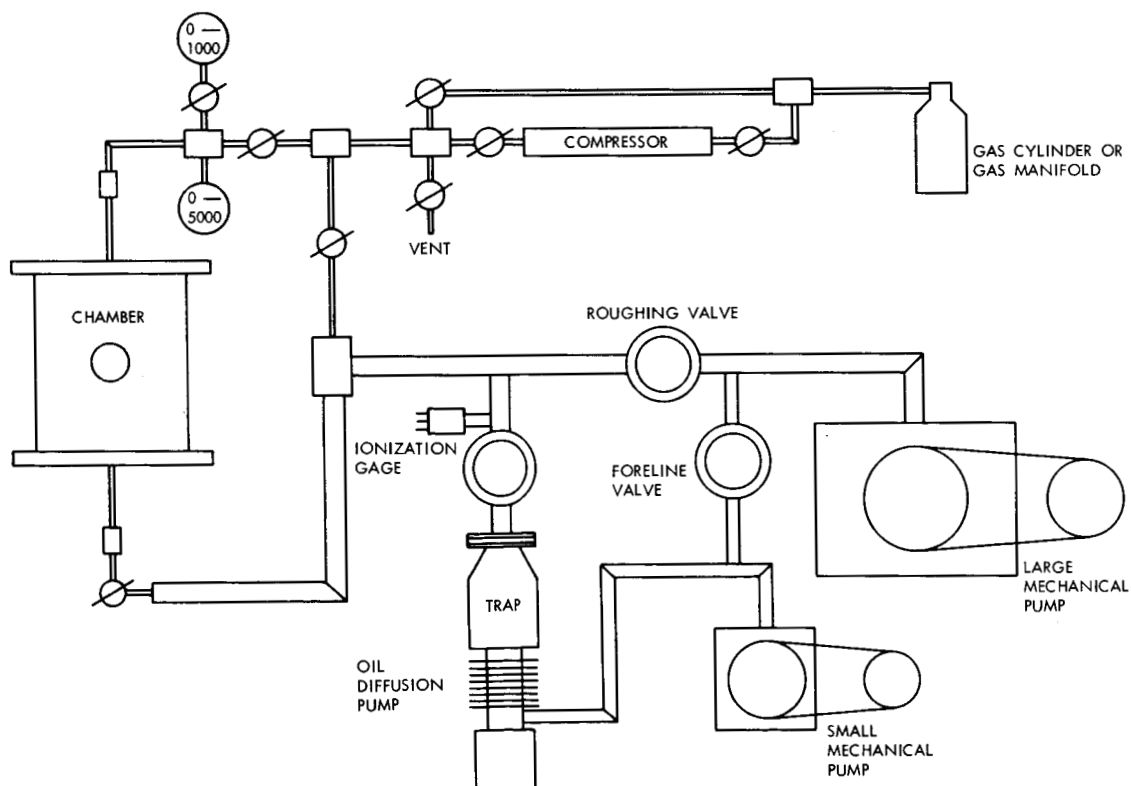 0 —
1000
COMPRESSOR
GAS CYLINDER OR
GAS MANIFOLD
0 —
5000
VENT
CHAMBER
ROUGHING VALVE
IONIZATION
GAGE
FORELINE
VALVE
LARGE
MECHANICAL
PUMP
TRAP
OIL
DIFFUSION
PUMP
SMALL
MECHANICAL
PUMP